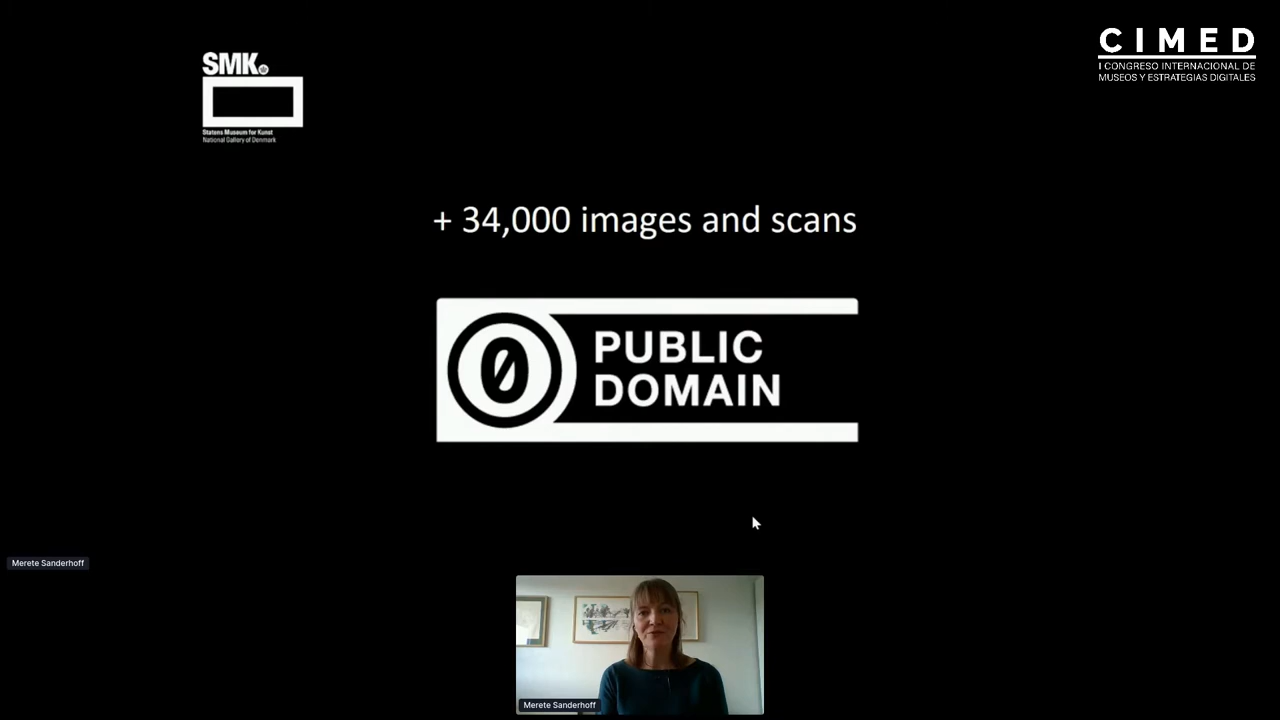 SMK.
Statens Museum for Kunst
National Gallery of Denmark
CIMED
I CONGRESO INTERNACIONAL DE
MUSEOS Y ESTRATEGIAS DIGITALES
+ 34,000 images and scans
0
PUBLIC
DOMAIN
Merete Sanderhoff
Merete Sanderhoff